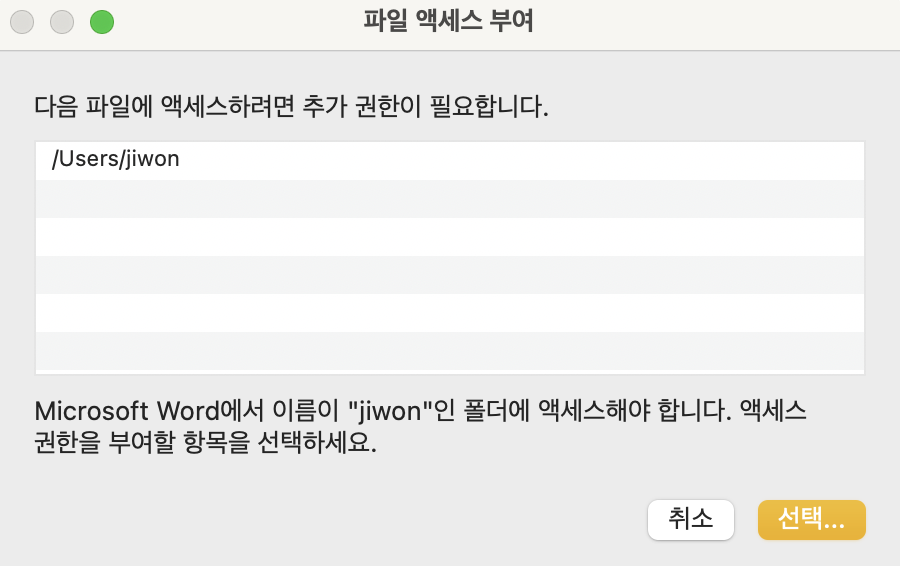 파일 액세스 부여
다음 파일에 액세스하려면 추가 권한이 필요합니다.
/Users/jiwon
Microsoft Word에서 이름이 "jiwon"인 폴더에 액세스해야 합니다. 액세스
권한을 부여할 항목을 선택하세요.
취소
선택...